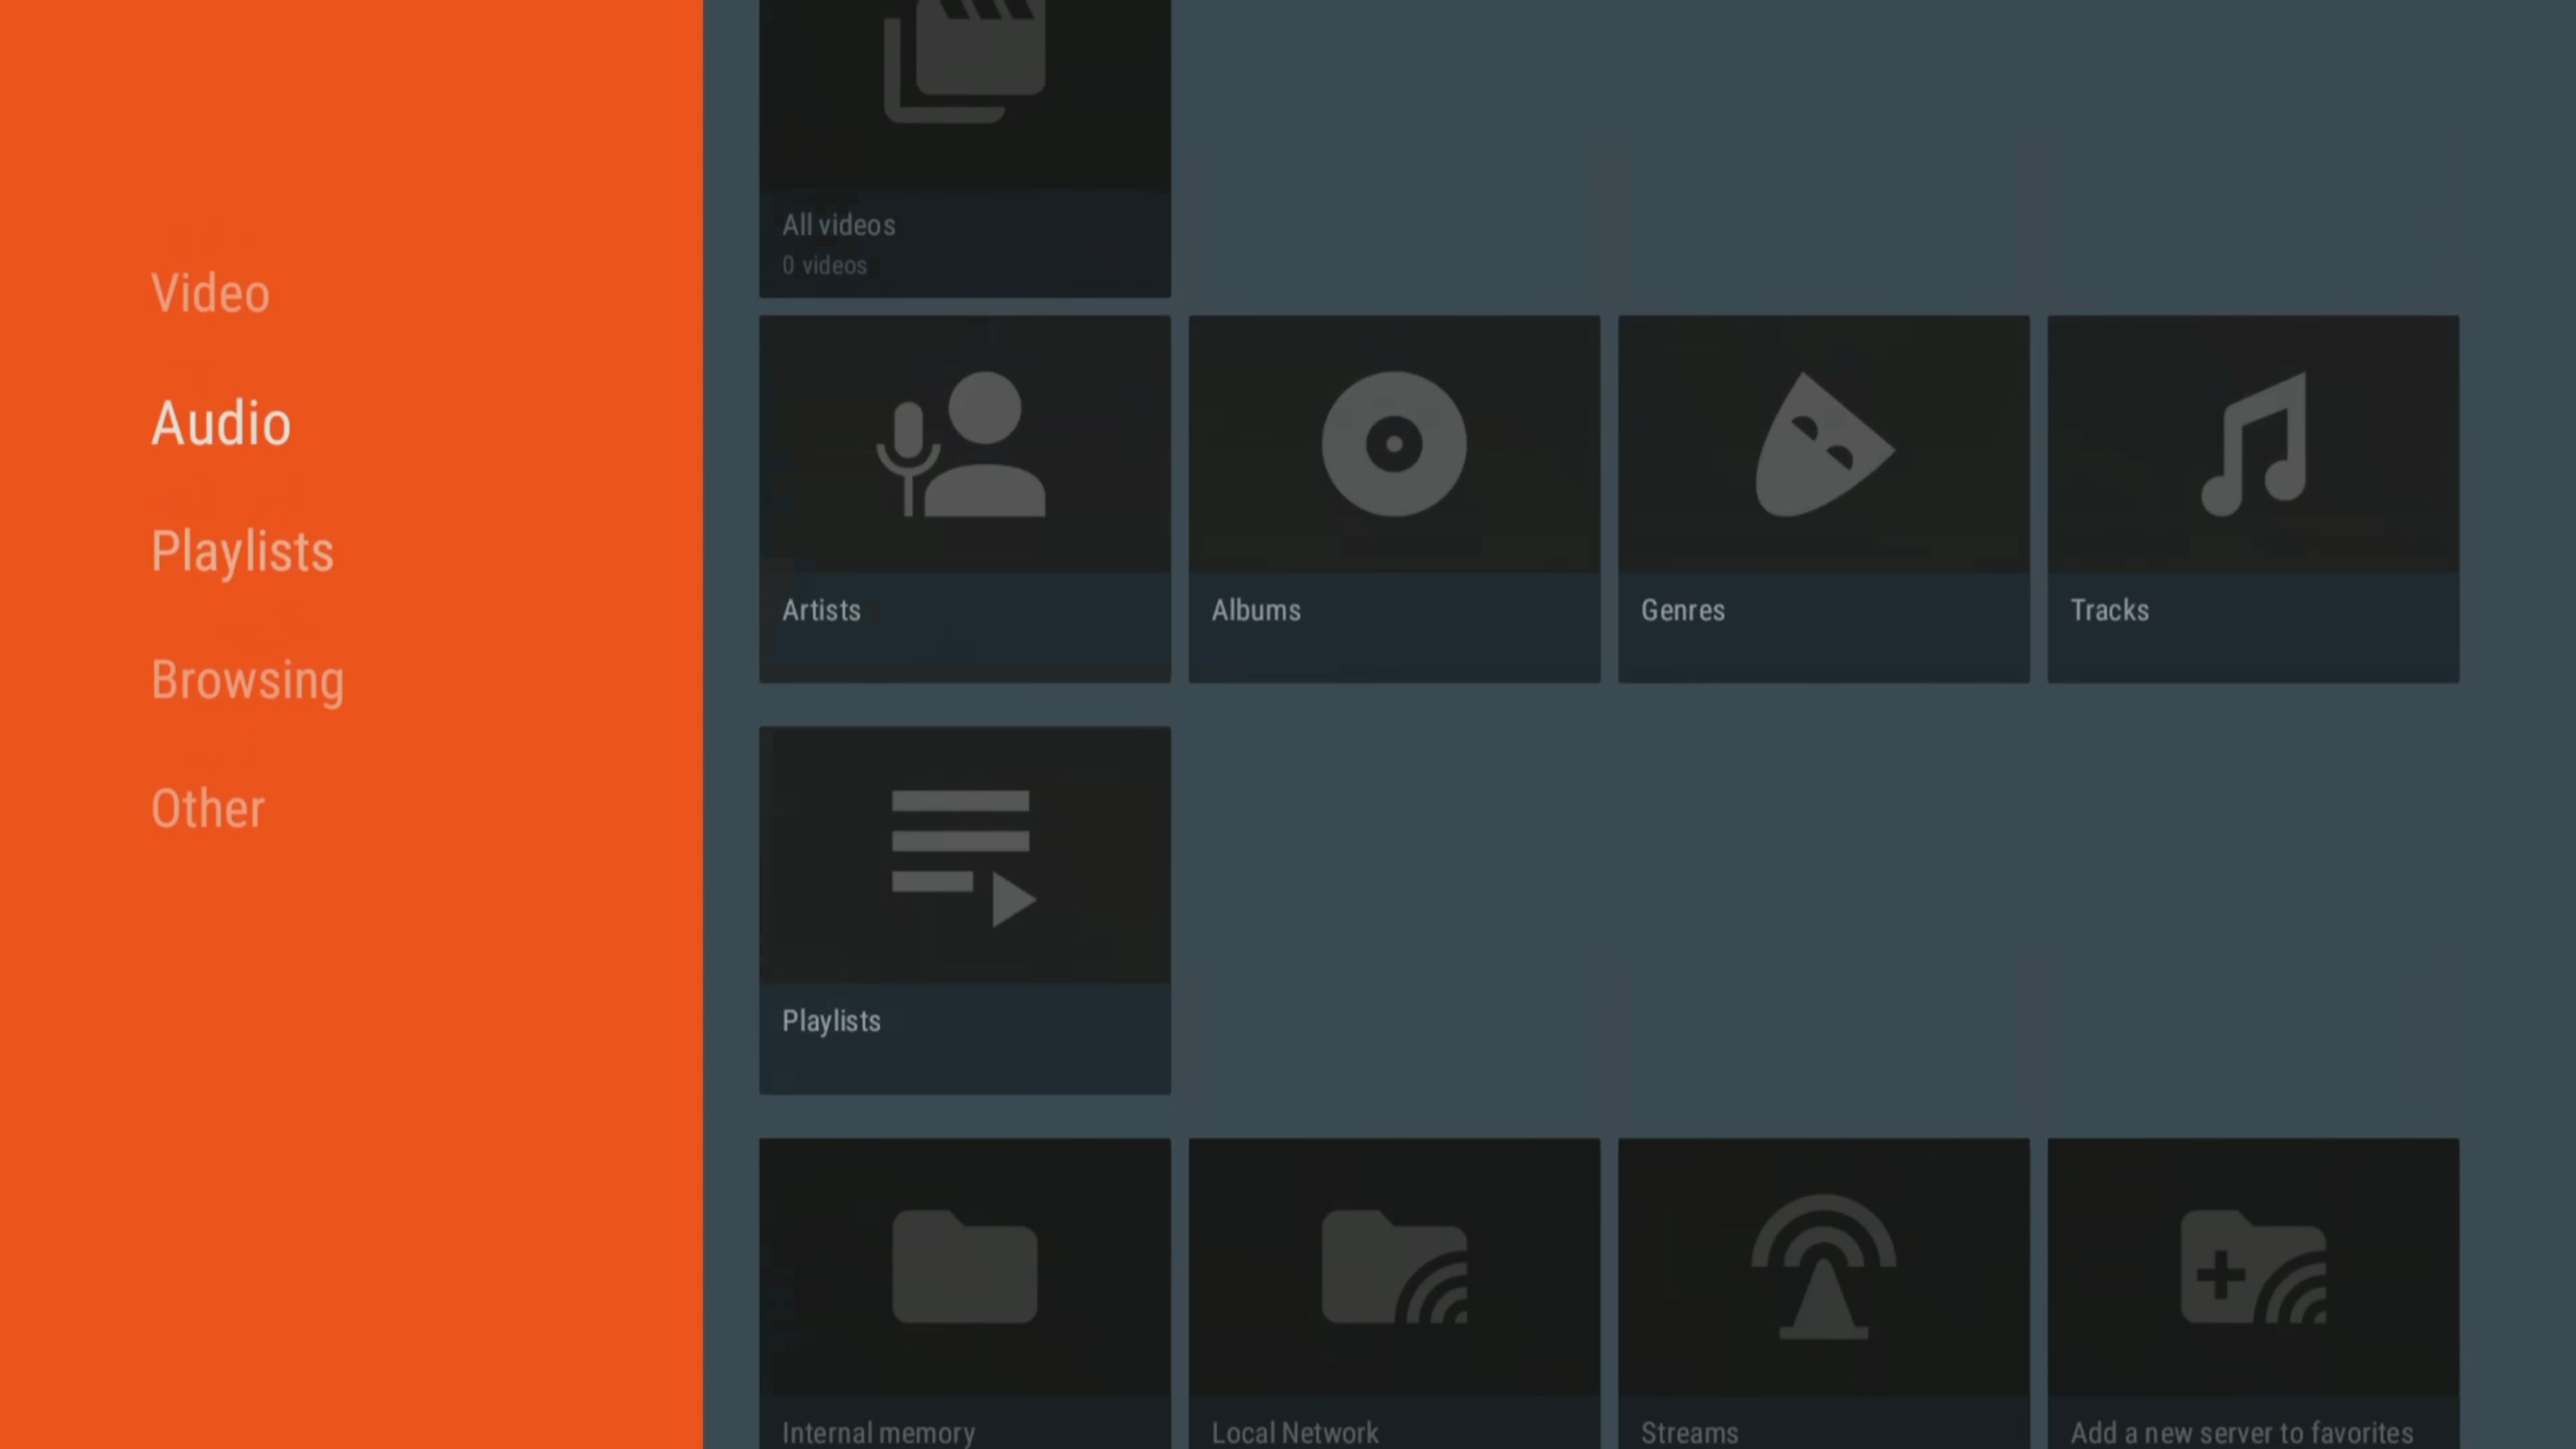 Video
Audio
Playlists
Browsing
Other
All videos
0 videos
Artists
Albums
Genres
Tracks
Playlists
Internal memory
Local Network
Streams
Add a new server to favorites